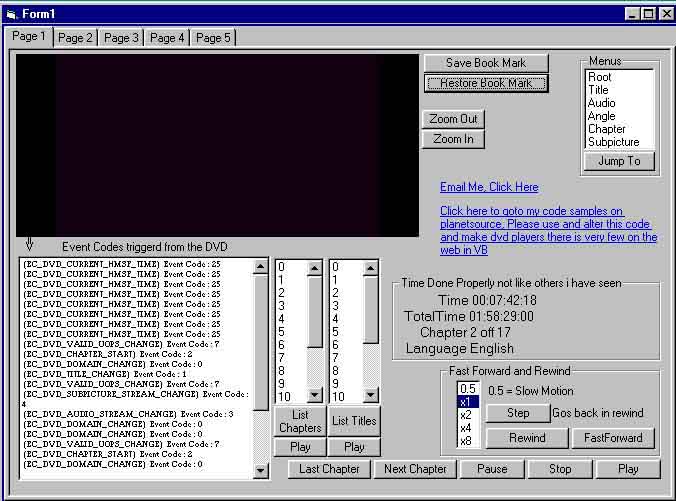 Form1
Page 1 Page 2 Page 3 Page 4 Page 5
Save Book Mark
Restore Book Mark
Zoom Out
Zoom In
Menus
Root
Title
Audio
Angle
Chapter
Subpicture
Jump To
Email Me, Click Here
Click here to goto my code samples on
planetsource, Please use and alter this code
and make dvd players there is very few on the
web in VB
Event Codes triggerd from the DVD
(EC_DVD_CURRENT_HMSF_TIME) Event Code : 25
(EC_DVD_CURRENT_HMSF_TIME) Event Code : 25
(EC_DVD_CURRENT_HMSF_TIME) Event Code : 25
(EC_DVD_CURRENT_HMSF_TIME) Event Code : 25
(EC_DVD_CURRENT_HMSF_TIME) Event Code : 25
(EC_DVD_CURRENT_HMSF_TIME) Event Code : 25
(EC_DVD_VALID_UOPS_CHANGE) Event Code : 7
(EC_DVD_CHAPTER_START) Event Code : 2
(EC_DVD_DOMAIN_CHANGE) Event Code : 0
(EC_DVD_TITLE_CHANGE) Event Code : 1
(EC_DVD_VALID_UOPS_CHANGE) Event Code : 7
(EC_DVD_SUBPICTURE_STREAM_CHANGE) Event Code :
4
(EC_DVD_AUDIO_STREAM_CHANGE) Event Code : 3
(EC_DVD_DOMAIN_CHANGE) Event Code : 0
(EC_DVD_DOMAIN_CHANGE) Event Code : 0
(EC_DVD_VALID_UOPS_CHANGE) Event Code : 7
(EC_DVD_CHAPTER_START) Event Code : 2
(EC_DVD_DOMAIN_CHANGE) Event Code : 0
0
1
2
3
4
5
6
7
8
9
10
List
Chapters
Play
0
1
2
3
4
5
6
7
8
9
10
List Titles
Play
Time Done Properly not like others i have seen
Time 00:07:42:18
TotalTime 01:58:29:00
Chapter 2 off 17
Language English
Fast Forward and Rewind
0.5
x1
x2
x4
x8
0.5 = Slow Motion
Step Gos back in rewind
Rewind FastForward
Last Chapter Next Chapter Pause Stop Play